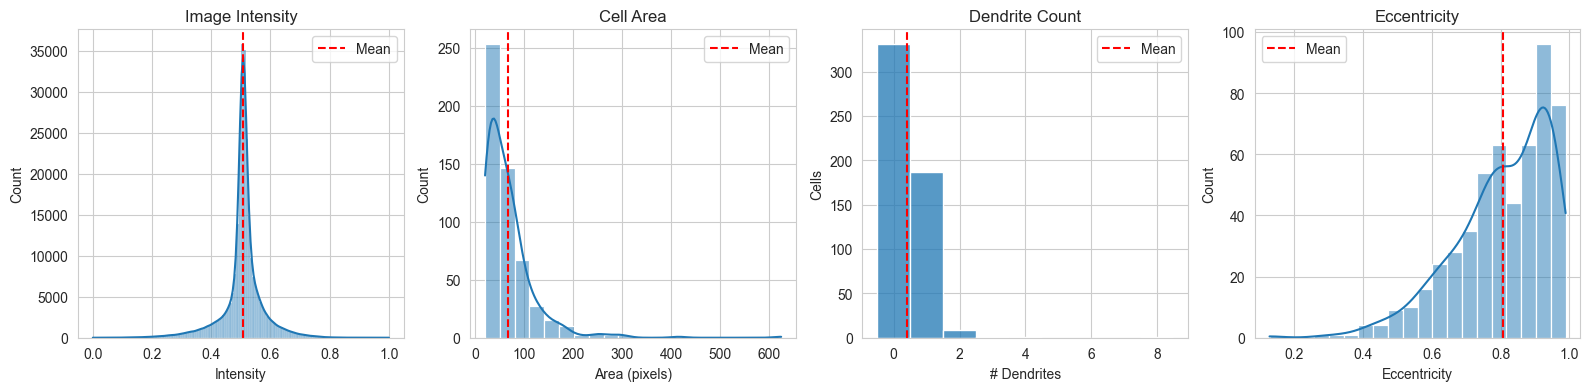 Image Intensity
Mean
35000
30000
25000
20000
15000
10000
5000
0
Count
0.0 0.2 0.4 0.6 0.8 1.0
Intensity
Cell Area
Mean
250
200
150
100
50
0
Count
0 100 200 300 400 500 600
Area (pixels)
Dendrite Count
Mean
300
250
200
150
100
50
0
Cells
0 2 4 6 8
# Dendrites
Eccentricity
Mean
100
80
60
40
20
0
Count
0.2 0.4 0.6 0.8 1.0
Eccentricity